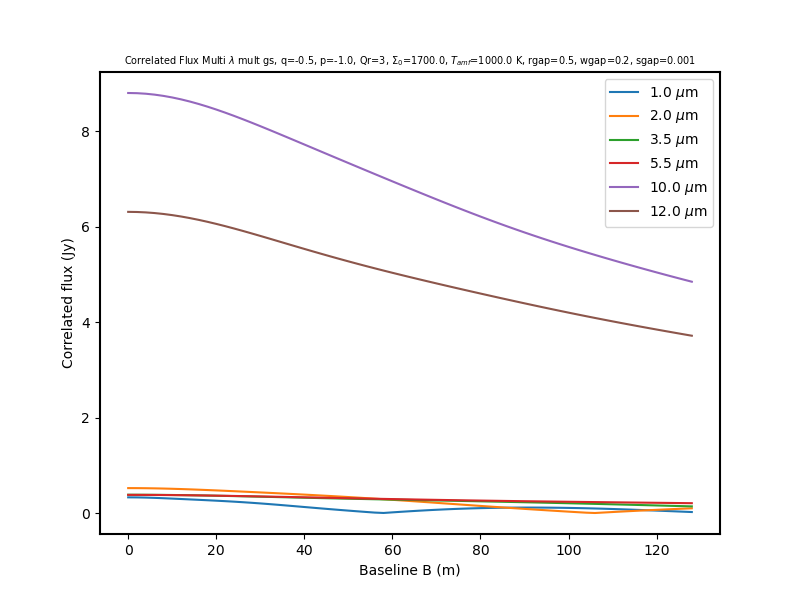 Correlated Flux Multi λ mult gs, q=-0.5, p=-1.0, Qr=3, Σ₀=1700.0, T_amf=1000.0 K, rgap=0.5, wgap=0.2, sgap=0.001
1.0 μm
2.0 μm
3.5 μm
5.5 μm
10.0 μm
12.0 μm
8
6
4
2
0
Correlated flux (Jy)
0 20 40 60 80 100 120
Baseline B (m)